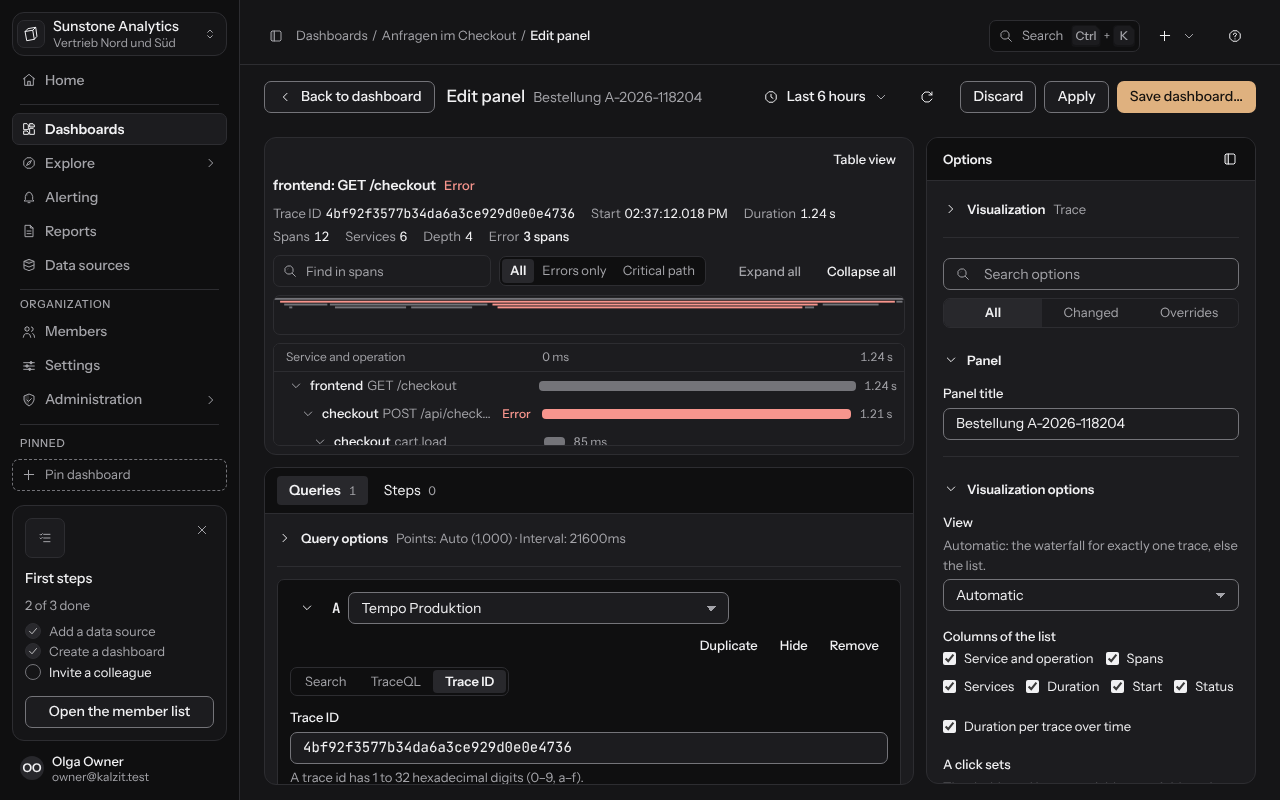 Sunstone Analytics
Vertrieb Nord und Süd
Home
Dashboards
Explore
Alerting
Reports
Data sources
ORGANIZATION
Members
Settings
Administration
PINNED
Pin dashboard
First steps
2 of 3 done
Add a data source
Create a dashboard
Invite a colleague
Open the member list
OO Olga Owner
owner@kalzit.test
Dashboards / Anfragen im Checkout / Edit panel
Search Ctrl + K
Back to dashboard Edit panel Bestellung A-2026-118204 Last 6 hours Discard Apply Save dashboard...
Table view
frontend: GET /checkout Error
Trace ID 4bf92f3577b34da6a3ce929d0e0e4736 Start 02:37:12.018 PM Duration 1.24 s
Spans 12 Services 6 Depth 4 Error 3 spans
Find in spans All Errors only Critical path Expand all Collapse all
Service and operation 0 ms 1.24 s
frontend GET /checkout 1.24 s
checkout POST /api/check... Error 1.21 s
checkout cart load 85 ms
Queries 1 Steps 0
Query options Points: Auto (1,000) · Interval: 21600ms
A Tempo Produktion
Duplicate Hide Remove
Search TraceQL Trace ID
Trace ID
4bf92f3577b34da6a3ce929d0e0e4736
A trace id has 1 to 32 hexadecimal digits (0–9, a–f).
Options
Visualization Trace
Search options
All Changed Overrides
Panel
Panel title
Bestellung A-2026-118204
Visualization options
View
Automatic: the waterfall for exactly one trace, else
the list.
Automatic
Columns of the list
Service and operation Spans
Services Duration Start Status
Duration per trace over time
A click sets